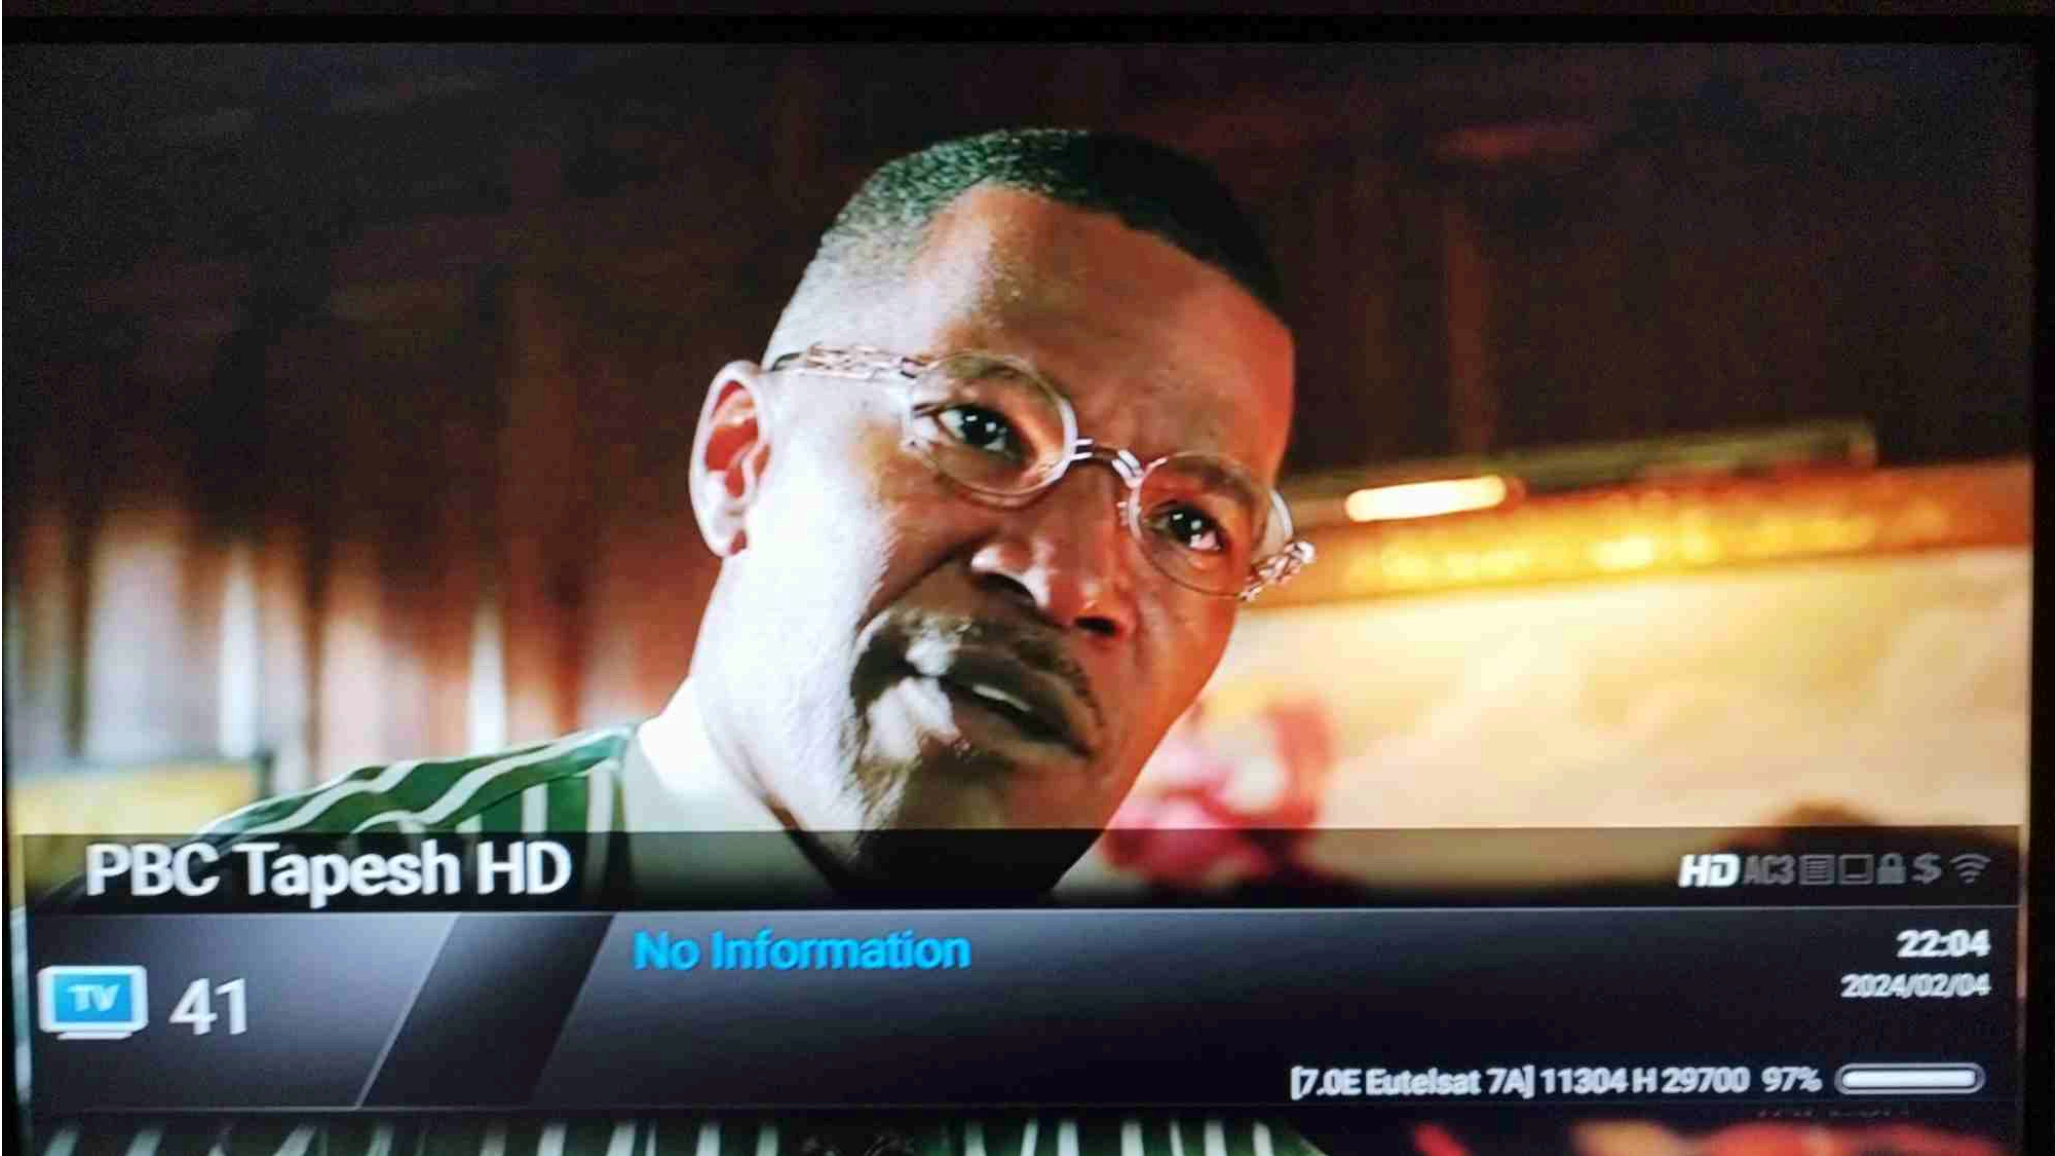 PBC Tapesh HD
HD AC3 $
TV 41
No Information
22:04
2024/02/04
[7.0E Eutelsat 7A] 11304 H 29700 97%